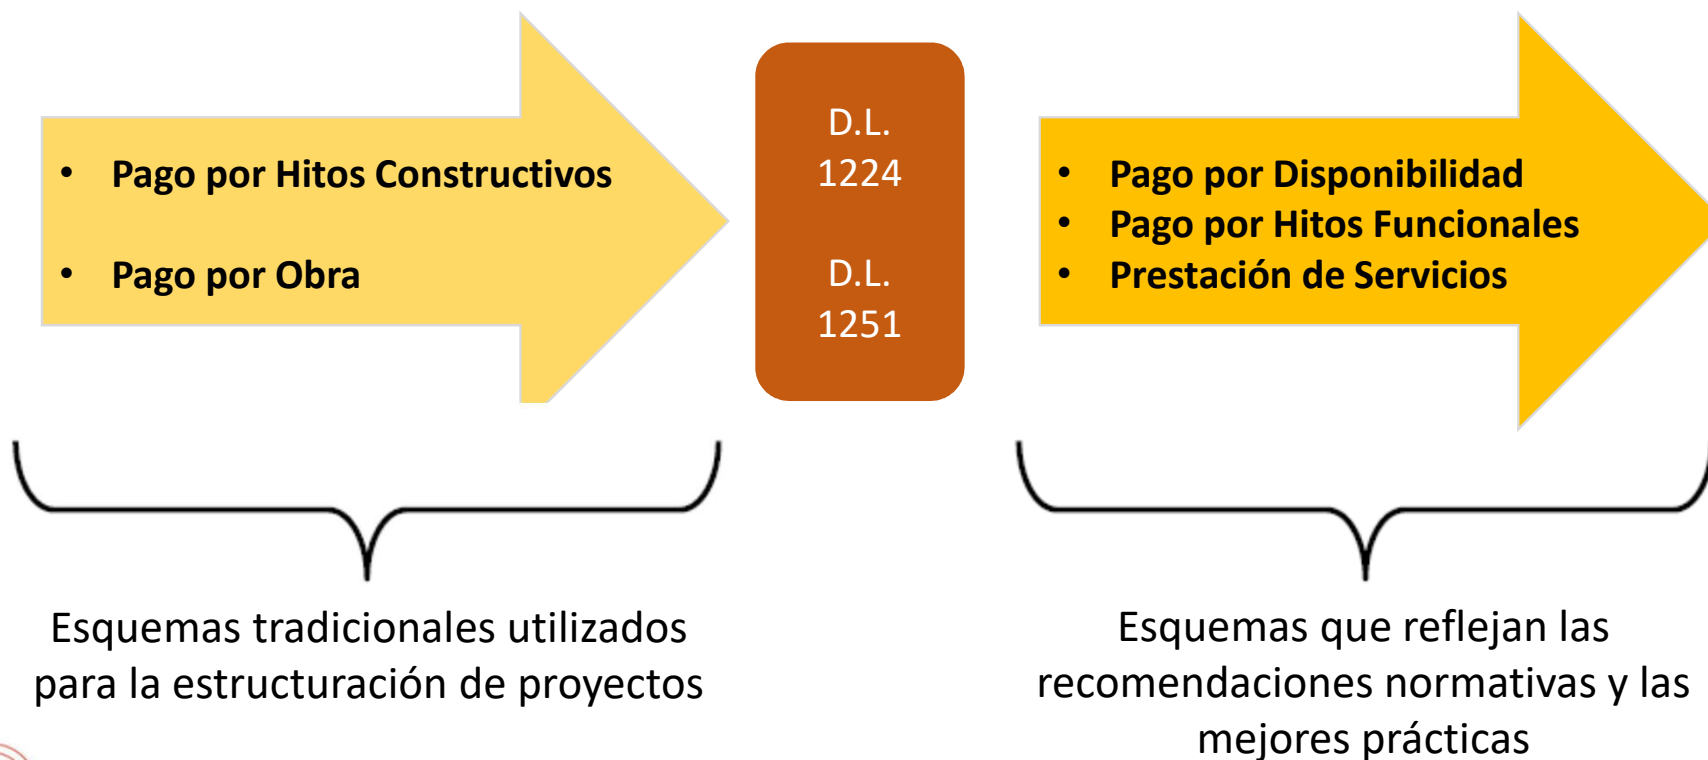 • Pago por Hitos Constructivos
• Pago por Obra
D.L.
1224
D.L.
1251
• Pago por Disponibilidad
• Pago por Hitos Funcionales
• Prestación de Servicios
Esquemas tradicionales utilizados
para la estructuración de proyectos
Esquemas que reflejan las
recomendaciones normativas y las
mejores prácticas